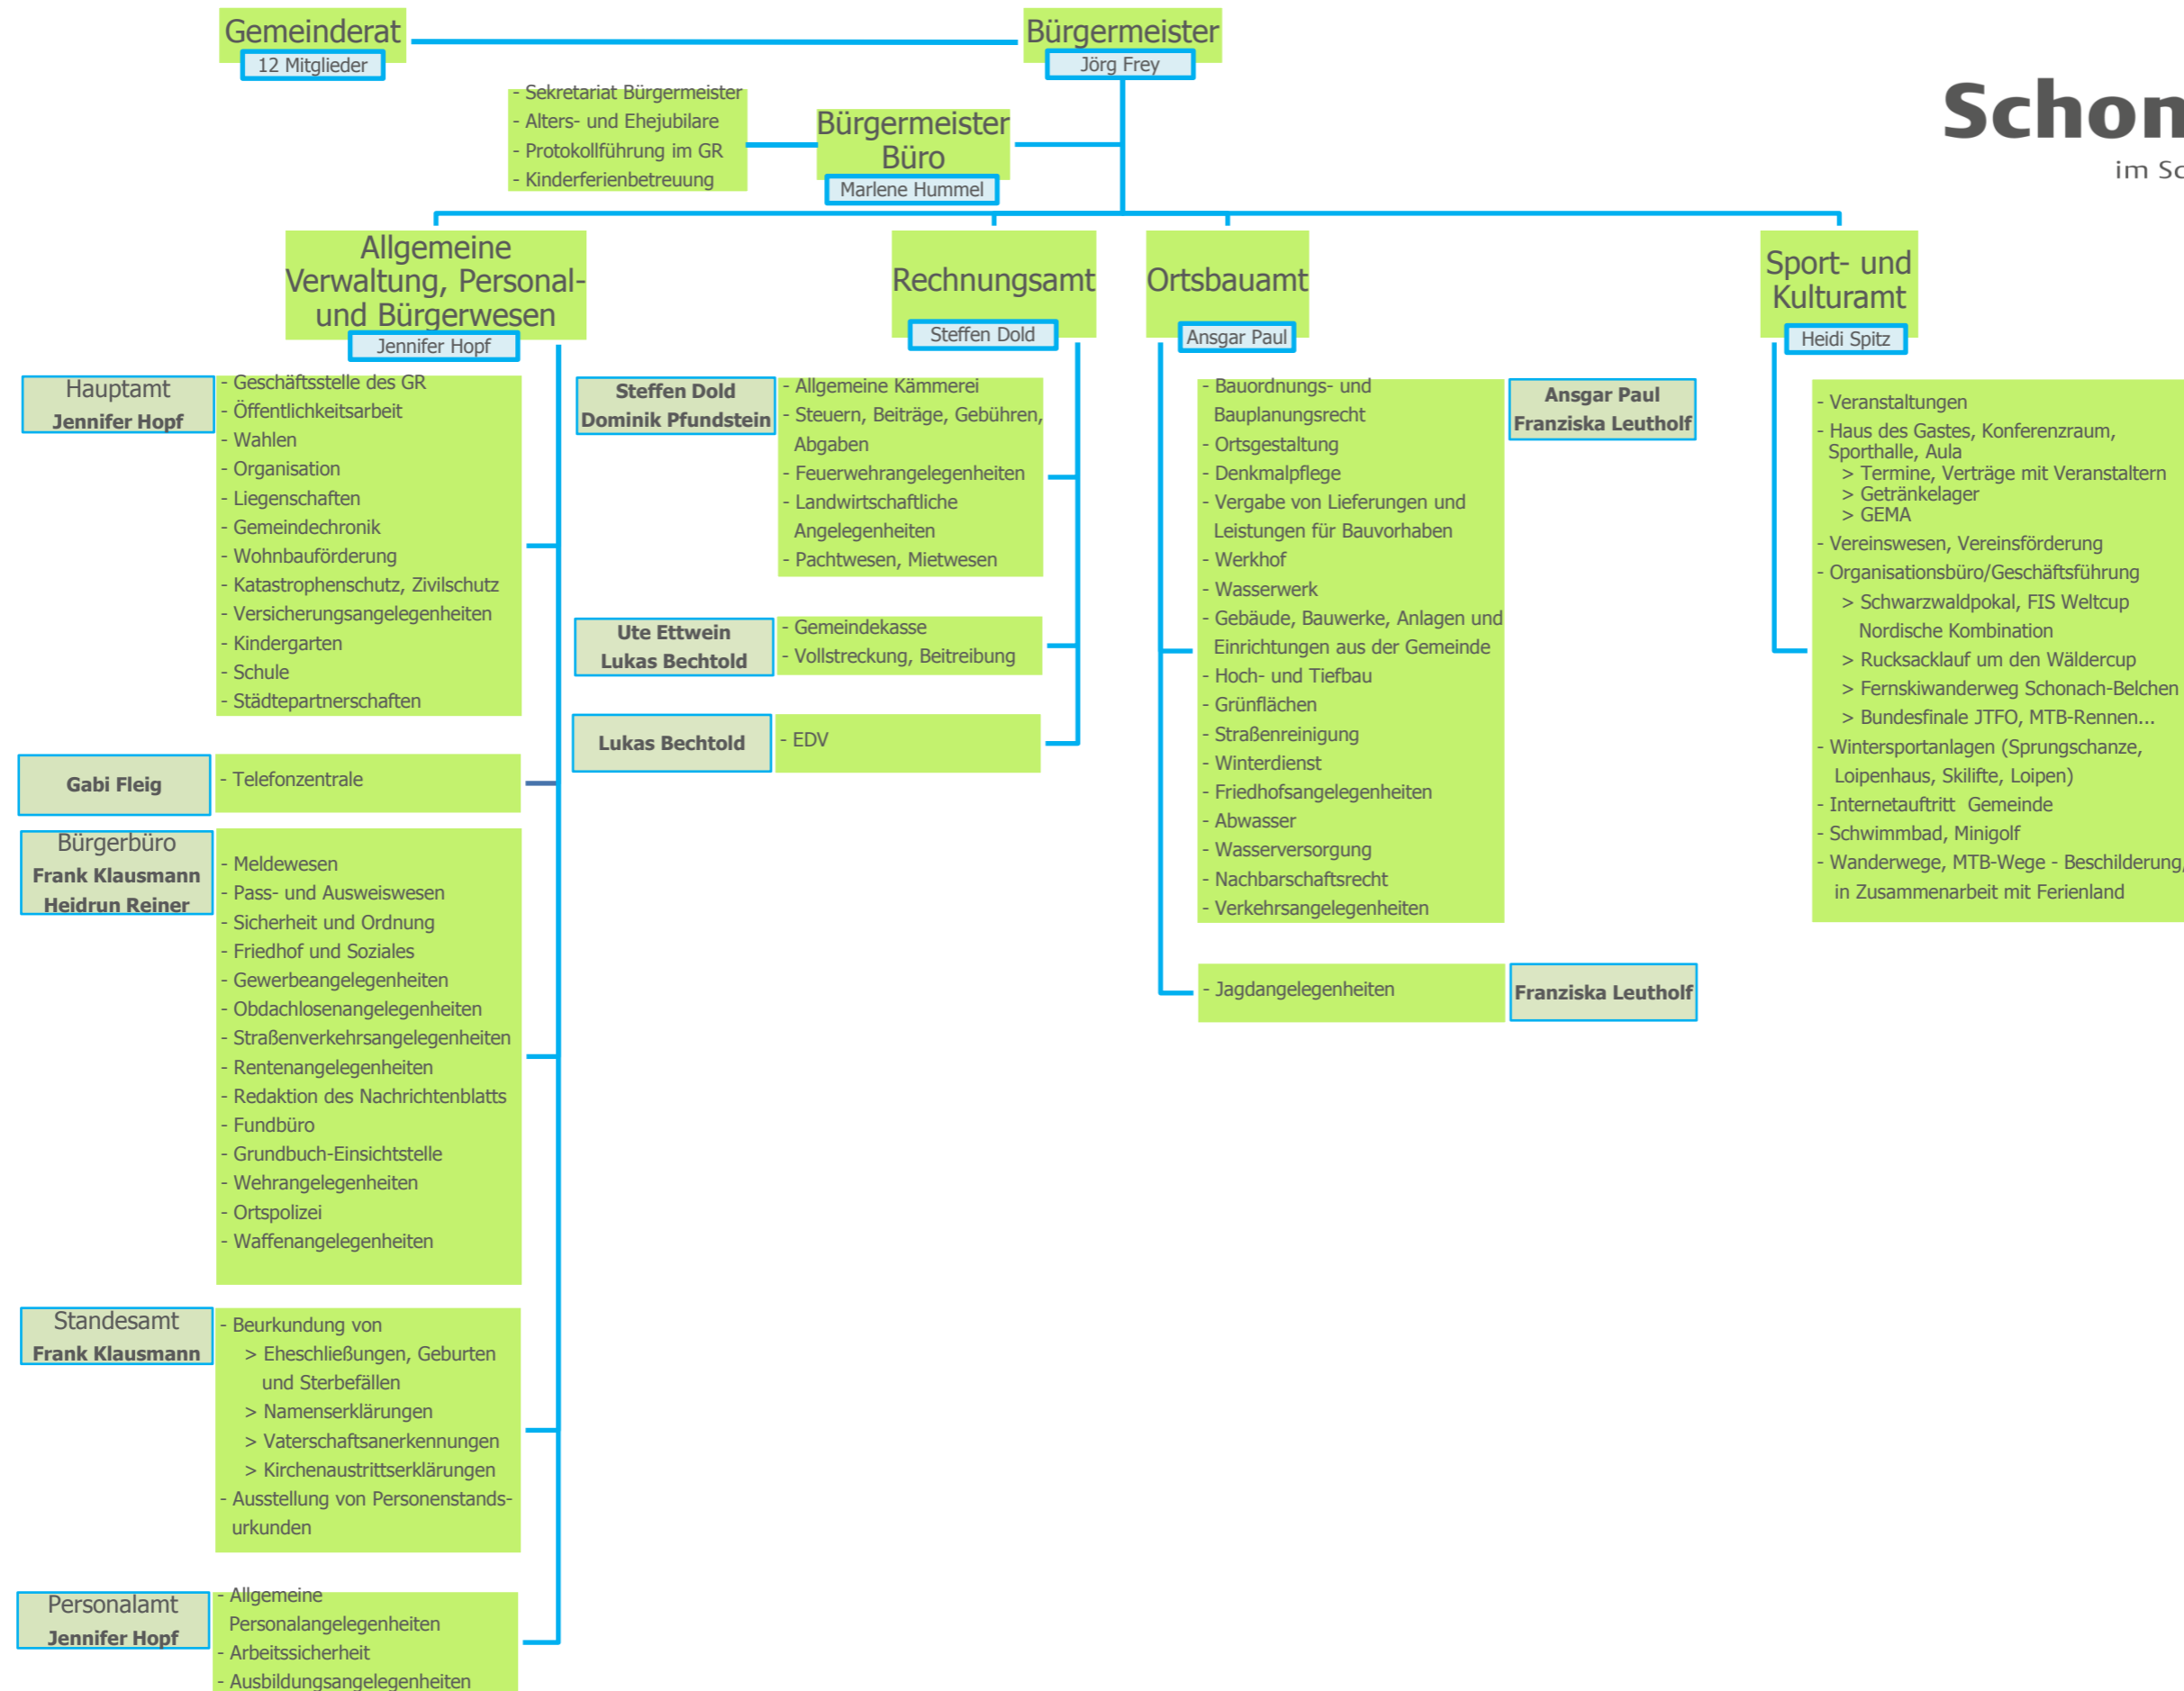 Gemeinderat
12 Mitglieder
Bürgermeister
Jörg Frey
- Sekretariat Bürgermeister
- Alters- und Ehejubilare
- Protokollführung im GR
- Kinderferienbetreuung
Bürgermeister
Büro
Marlene Hummel
Schon
im Sc
Allgemeine
Verwaltung, Personal-
und Bürgerwesen
Jennifer Hopf
Rechnungsamt
Steffen Dold
Ortsbauamt
Ansgar Paul
Sport- und
Kulturamt
Heidi Spitz
Hauptamt
Jennifer Hopf
- Geschäftsstelle des GR
- Öffentlichkeitsarbeit
- Wahlen
- Organisation
- Liegenschaften
- Gemeindechronik
- Wohnbauförderung
- Katastrophenschutz, Zivilschutz
- Versicherungsangelegenheiten
- Kindergarten
- Schule
- Städtepartnerschaften
Gabi Fleig
- Telefonzentrale
Bürgerbüro
Frank Klausmann
Heidrun Reiner
- Meldewesen
- Pass- und Ausweiswesen
- Sicherheit und Ordnung
- Friedhof und Soziales
- Gewerbeangelegenheiten
- Obdachlosenangelegenheiten
- Straßenverkehrsangelegenheiten
- Rentenangelegenheiten
- Redaktion des Nachrichtenblatts
- Fundbüro
- Grundbuch-Einsichtstelle
- Wehrangelegenheiten
- Ortspolizei
- Waffenangelegenheiten
Standesamt
Frank Klausmann
- Beurkundung von
> Eheschließungen, Geburten
und Sterbefällen
> Namenserklärungen
> Vaterschaftsanerkennungen
> Kirchenaustrittserklärungen
- Ausstellung von Personenstands-
urkunden
Personalamt
Jennifer Hopf
- Allgemeine
Personalangelegenheiten
- Arbeitssicherheit
- Ausbildungsangelegenheiten
Steffen Dold
Dominik Pfundstein
- Allgemeine Kämmerei
- Steuern, Beiträge, Gebühren,
Abgaben
- Feuerwehrangelegenheiten
- Landwirtschaftliche
Angelegenheiten
- Pachtwesen, Mietwesen
Ute Ettwein
Lukas Bechtold
- Gemeindekasse
- Vollstreckung, Beitreibung
Lukas Bechtold
- EDV
- Bauordnungs- und
Bauplanungsrecht
- Ortsgestaltung
- Denkmalpflege
- Vergabe von Lieferungen und
Leistungen für Bauvorhaben
- Werkhof
- Wasserwerk
- Gebäude, Bauwerke, Anlagen und
Einrichtungen aus der Gemeinde
- Hoch- und Tiefbau
- Grünflächen
- Straßenreinigung
- Winterdienst
- Friedhofsangelegenheiten
- Abwasser
- Wasserversorgung
- Nachbarschaftsrecht
- Verkehrsangelegenheiten
Ansgar Paul
Franziska Leutholf
- Jagdangelegenheiten
Franziska Leutholf
- Veranstaltungen
- Haus des Gastes, Konferenzraum,
Sporthalle, Aula
> Termine, Verträge mit Veranstaltern
> Getränkelager
> GEMA
- Vereinswesen, Vereinsförderung
- Organisationsbüro/Geschäftsführung
> Schwarzwaldpokal, FIS Weltcup
Nordische Kombination
> Rucksacklauf um den Wäldercup
> Fernskiwanderweg Schonach-Belchen
> Bundesfinale JTFO, MTB-Rennen...
- Wintersportanlagen (Sprungschanze,
Loipenhaus, Skilifte, Loipen)
- Internetauftritt Gemeinde
- Schwimmbad, Minigolf
- Wanderwege, MTB-Wege - Beschilderung,
in Zusammenarbeit mit Ferienland